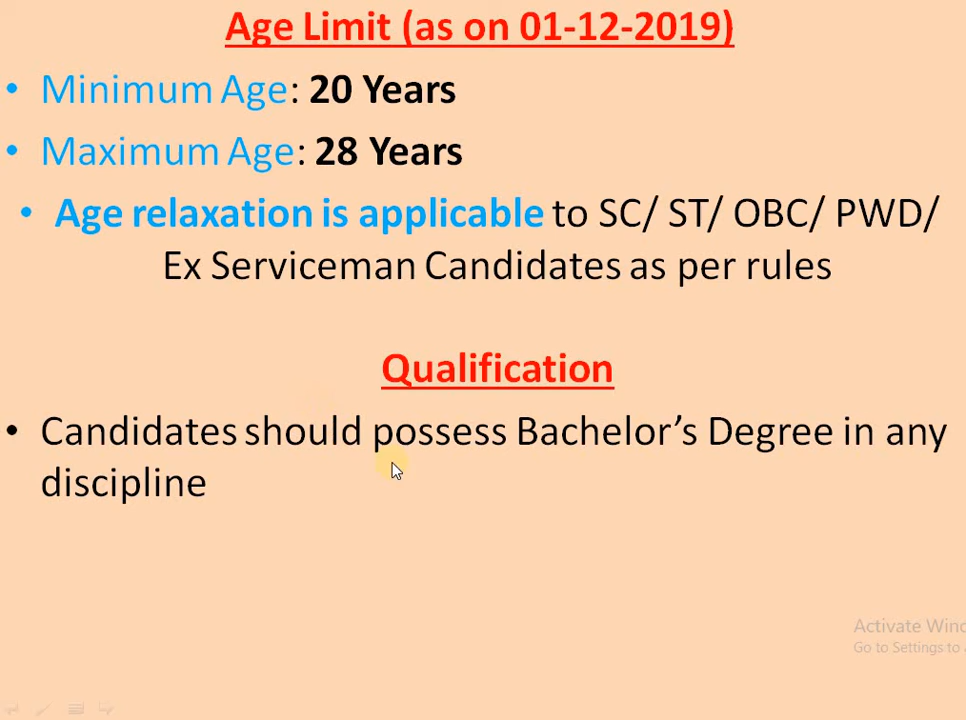 Age Limit (as on 01-12-2019)
• Minimum Age: 20 Years
• Maximum Age: 28 Years
• Age relaxation is applicable to SC/ ST/ OBC/ PWD/
Ex Serviceman Candidates as per rules
Qualification
• Candidates should possess Bachelor’s Degree in any
discipline
Activate
Go to Settings to